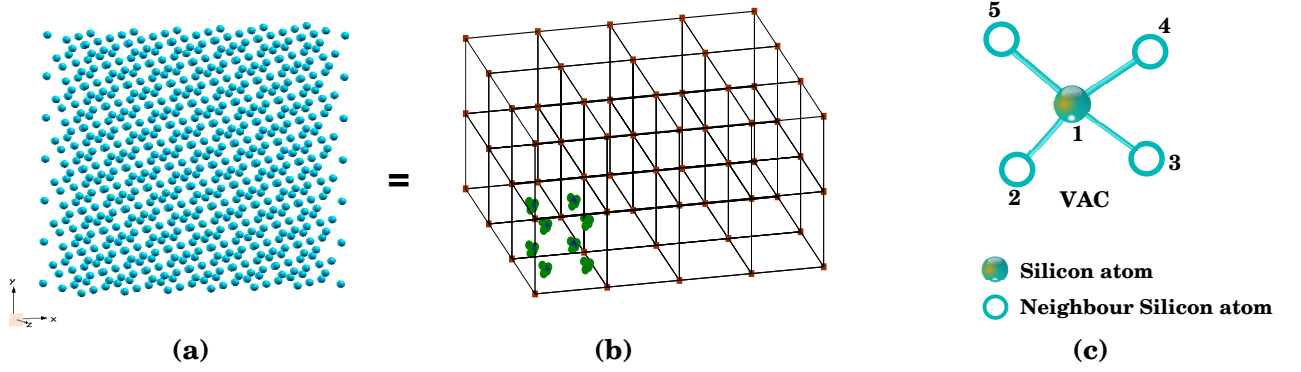 5
4
1
3
2
VAC
=
Y
X
Z
Silicon atom
Neighbour Silicon atom
(a)
(b)
(c)